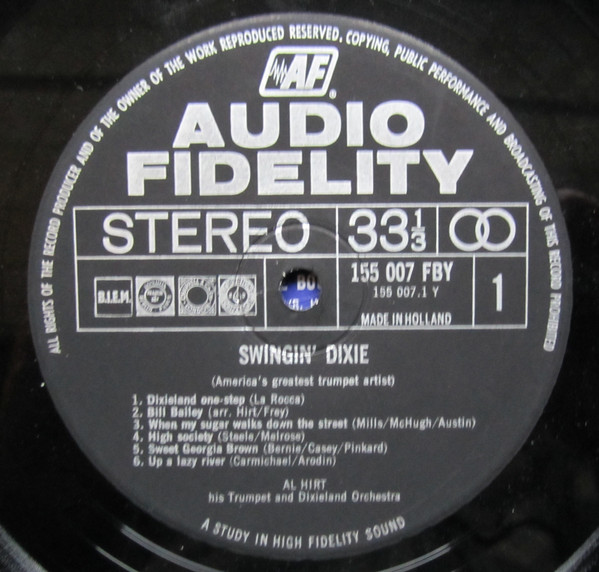 ALL RIGHTS OF THE RECORD PRODUCER AND OF THE OWNER OF THE WORK REPRODUCED RESERVED, COPYING, PUBLIC PERFORMANCE AND BROADCASTING OF THIS RECORD PROHIBITED
AF®
AUDIO
FIDELITY
STEREO 33⅓
B.I.E.M. 155 007 FBY 1
155 007.1 Y
MADE IN HOLLAND
SWINGIN' DIXIE
(America's greatest trumpet artist)
1. Dixieland one-step (La Rocca)
2. Bill Bailey (arr. Hirt/Frey)
3. When my sugar walks down the street (Mills/McHugh/Austin)
4. High society (Steele/Melrose)
5. Sweet Georgia Brown (Bernie/Casey/Pinkard)
6. Up a lazy river (Carmichael/Arodin)
AL HIRT
his Trumpet and Dixieland Orchestra
A STUDY IN HIGH FIDELITY SOUND